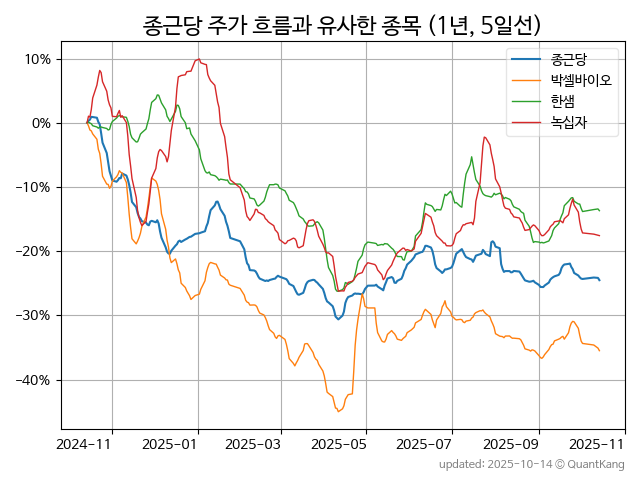 종근당 주가 흐름과 유사한 종목 (1년, 5일선)
종근당
박셀바이오
한샘
녹십자
10%
0%
−10%
−20%
−30%
−40%
2024-11
2025-01
2025-03
2025-05
2025-07
2025-09
2025-11
updated: 2025-10-14 © QuantKang